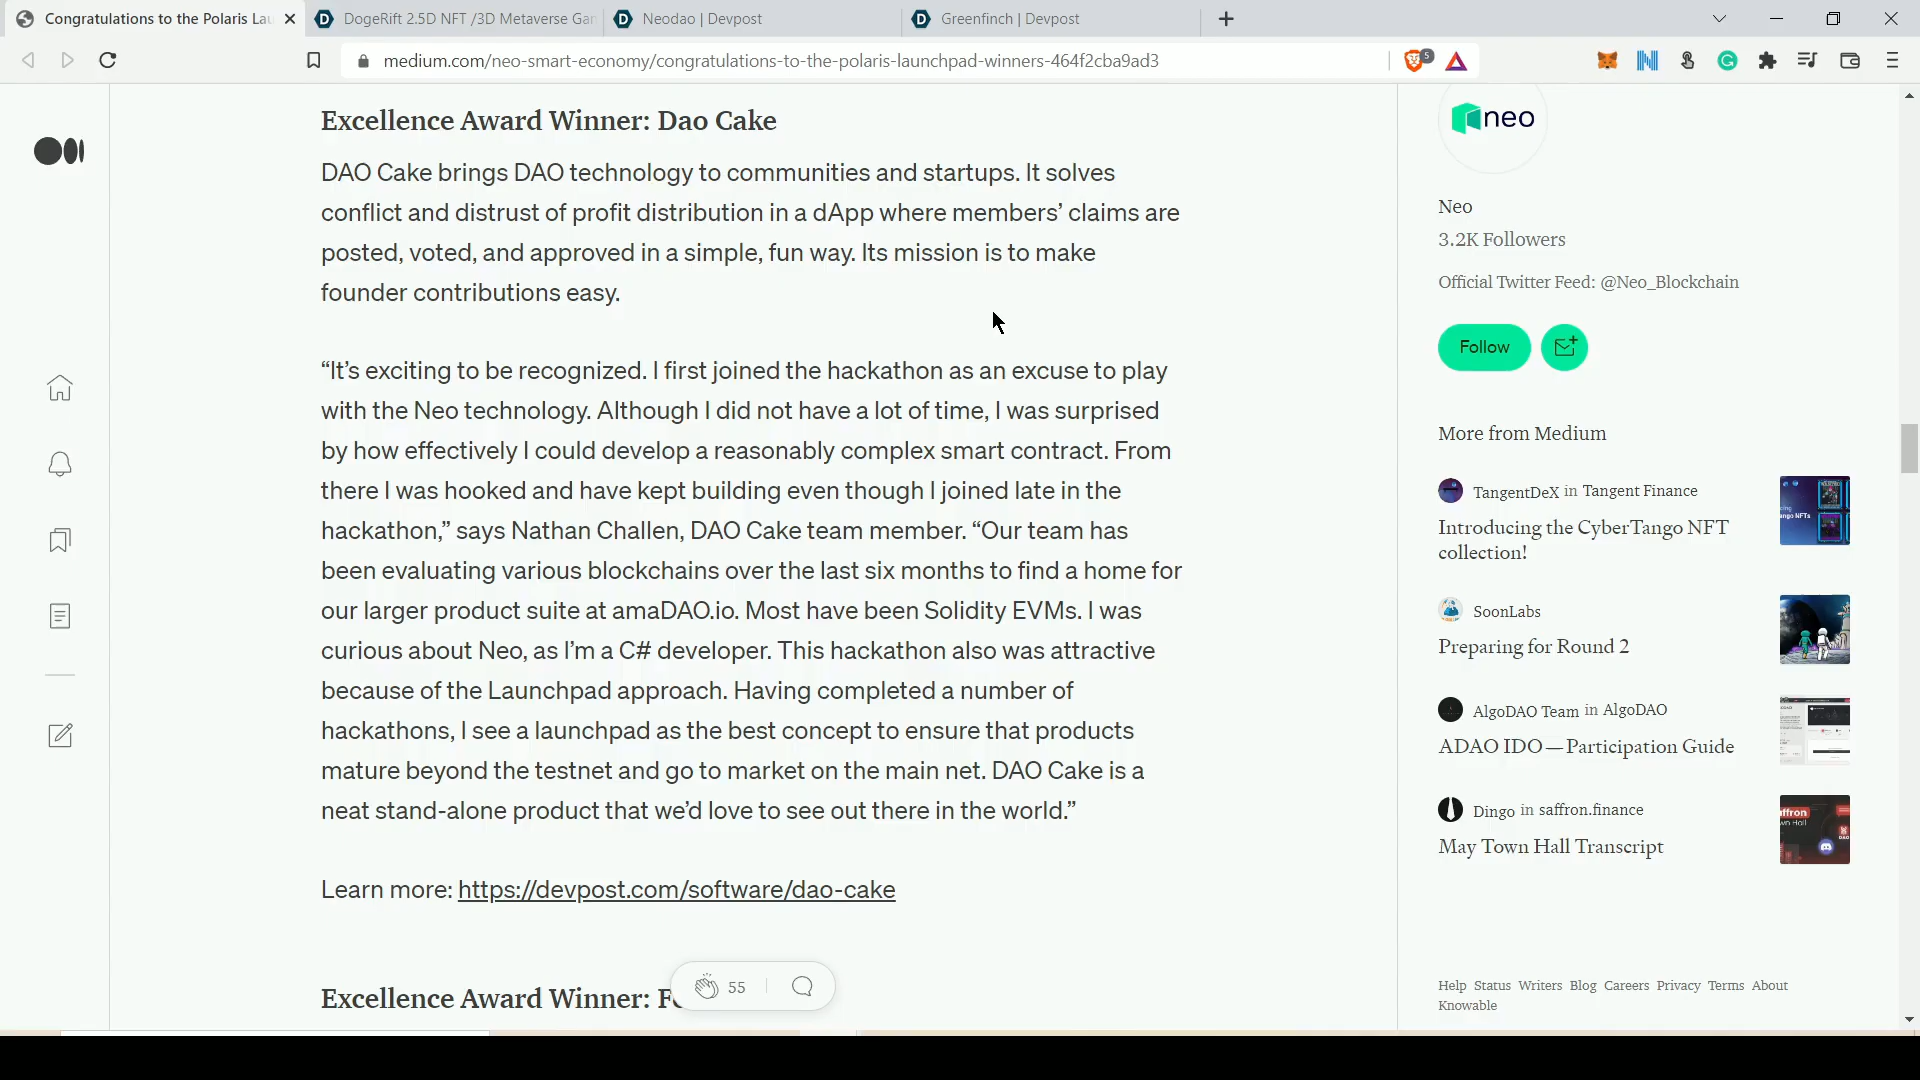 Congratulations to the Polaris Lau
DogeRift 2.5D NFT /3D Metaverse Gar
Neodao | Devpost
Greenfinch | Devpost
medium.com/neo-smart-economy/congratulations-to-the-polaris-launchpad-winners-464f2cba9ad3
5
Excellence Award Winner: Dao Cake
DAO Cake brings DAO technology to communities and startups. It solves
conflict and distrust of profit distribution in a dApp where members’ claims are
posted, voted, and approved in a simple, fun way. Its mission is to make
founder contributions easy.
“It’s exciting to be recognized. I first joined the hackathon as an excuse to play
with the Neo technology. Although I did not have a lot of time, I was surprised
by how effectively I could develop a reasonably complex smart contract. From
there I was hooked and have kept building even though I joined late in the
hackathon,” says Nathan Challen, DAO Cake team member. “Our team has
been evaluating various blockchains over the last six months to find a home for
our larger product suite at amaDAO.io. Most have been Solidity EVMs. I was
curious about Neo, as I’m a C# developer. This hackathon also was attractive
because of the Launchpad approach. Having completed a number of
hackathons, I see a launchpad as the best concept to ensure that products
mature beyond the testnet and go to market on the main net. DAO Cake is a
neat stand-alone product that we’d love to see out there in the world.”
Learn more: https://devpost.com/software/dao-cake
Excellence Award Winner:
55
neo
Neo
3.2K Followers
Official Twitter Feed: @Neo_Blockchain
Follow
More from Medium
TangentDeX in Tangent Finance
Introducing the CyberTango NFT
collection!
SoonLabs
Preparing for Round 2
AlgoDAO Team in AlgoDAO
ADAO IDO — Participation Guide
Dingo in saffron.finance
May Town Hall Transcript
Help Status Writers Blog Careers Privacy Terms About
Knowable